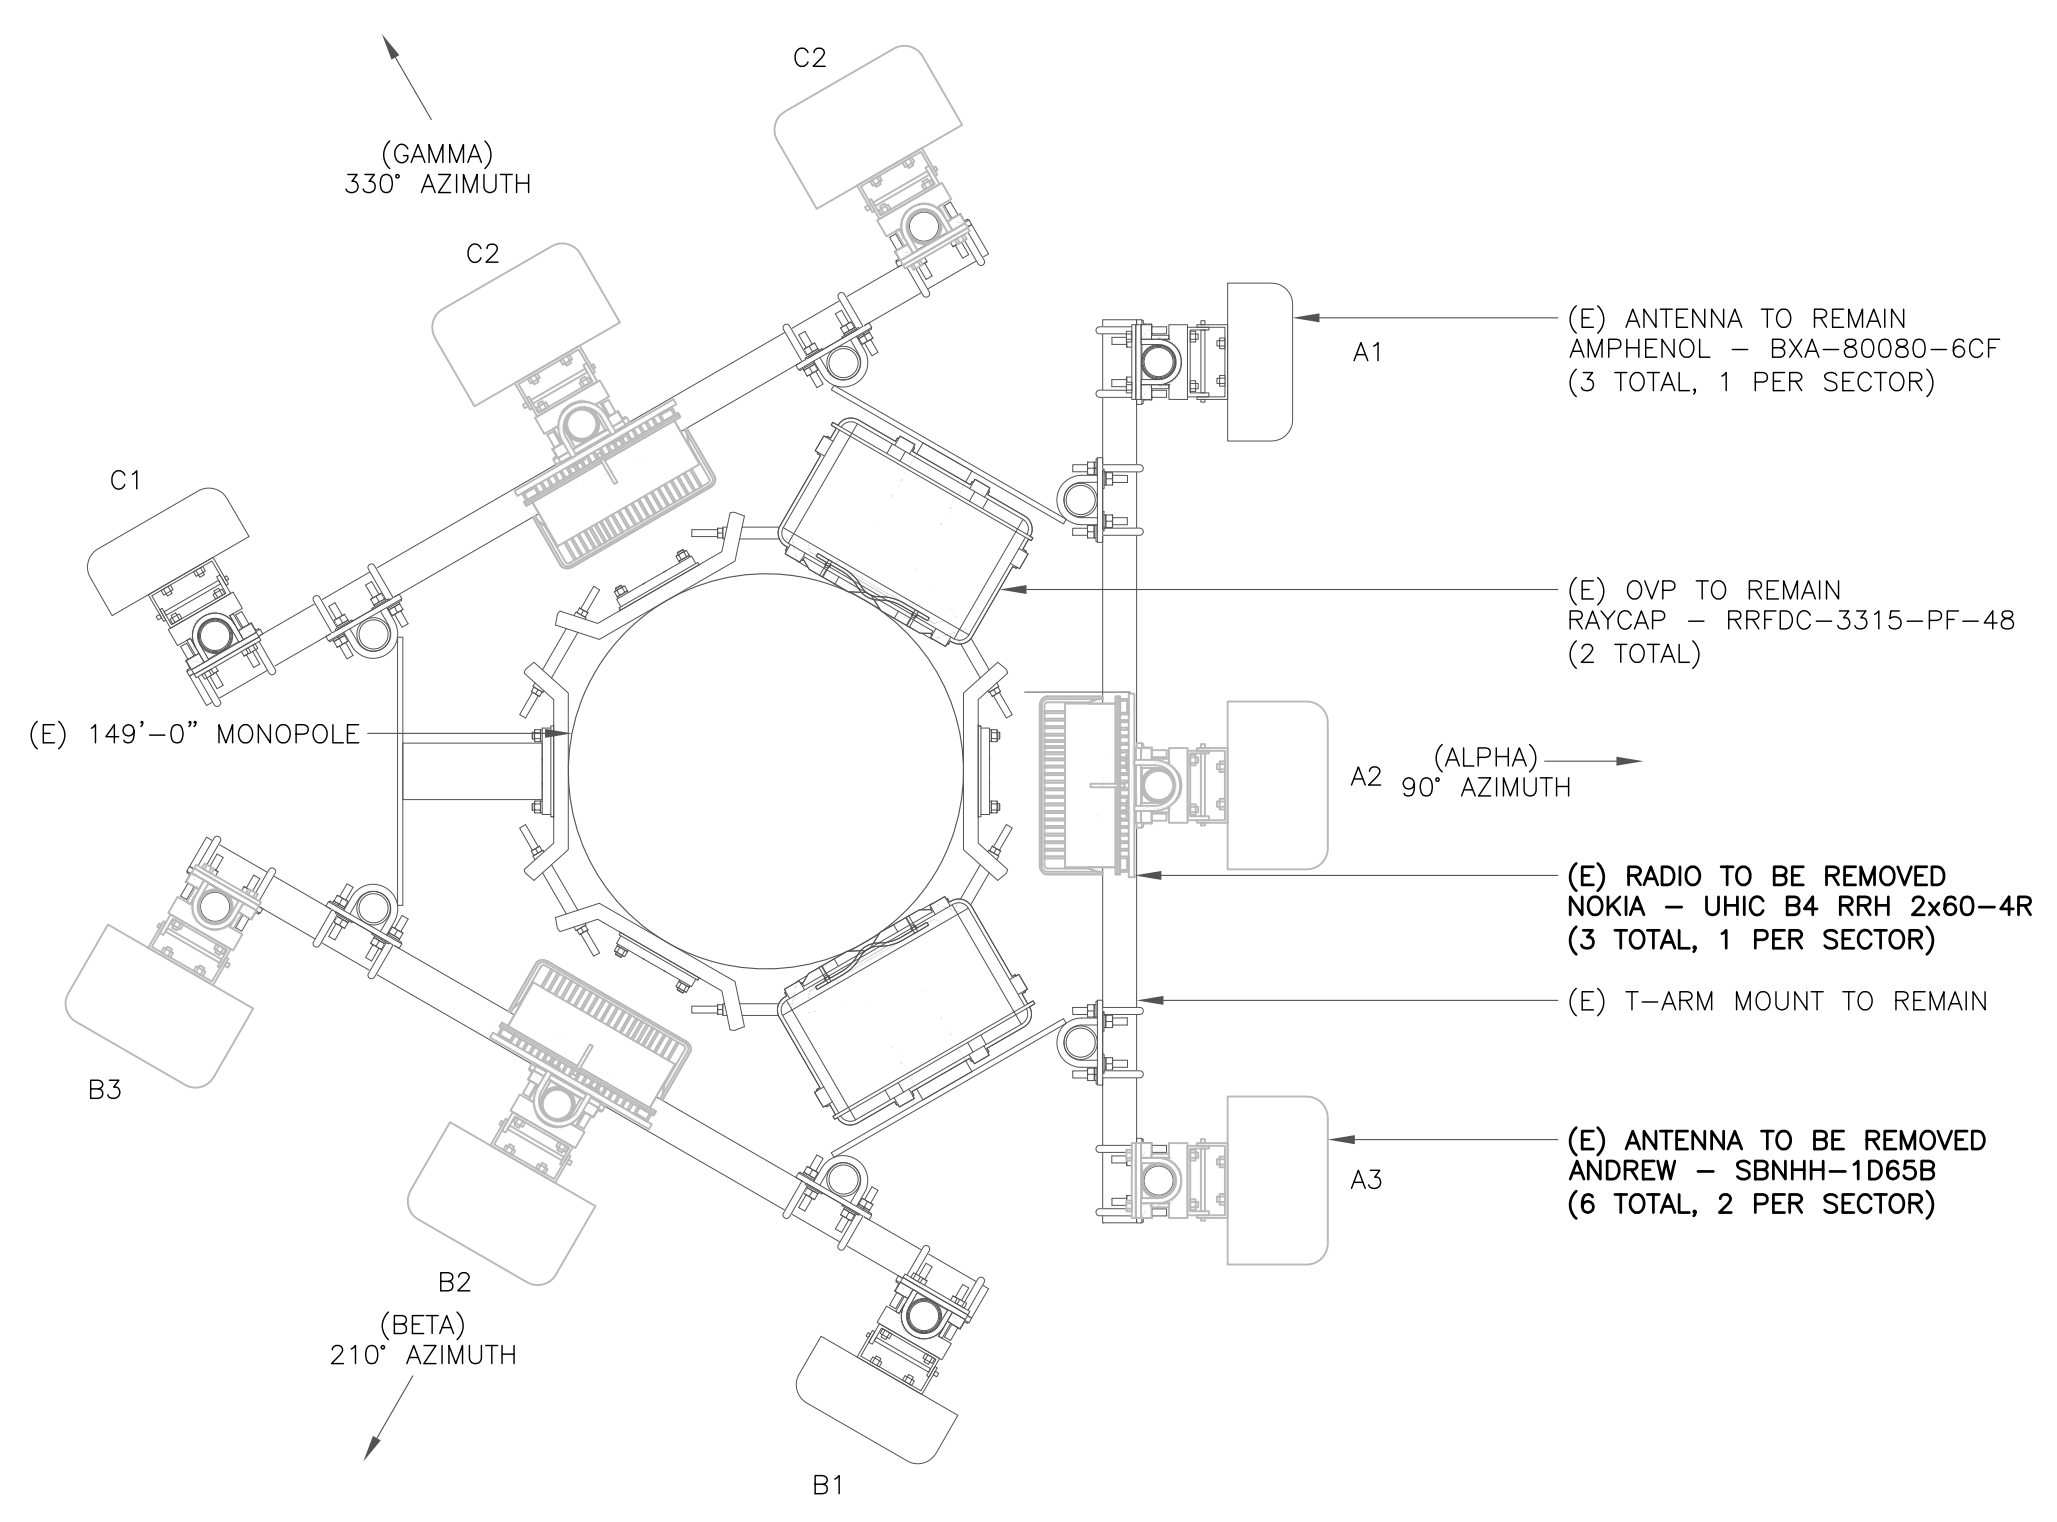 C2
(GAMMA)
330° AZIMUTH
C2
C1
(E) 149'-0" MONOPOLE
B3
B2
(BETA)
210° AZIMUTH
B1
A1
(E) ANTENNA TO REMAIN
AMPHENOL - BXA-80080-6CF
(3 TOTAL, 1 PER SECTOR)
(E) OVP TO REMAIN
RAYCAP - RRFDC-3315-PF-48
(2 TOTAL)
A2
(ALPHA)
90° AZIMUTH
(E) RADIO TO BE REMOVED
NOKIA - UHIC B4 RRH 2x60-4R
(3 TOTAL, 1 PER SECTOR)
(E) T-ARM MOUNT TO REMAIN
A3
(E) ANTENNA TO BE REMOVED
ANDREW - SBNHH-1D65B
(6 TOTAL, 2 PER SECTOR)